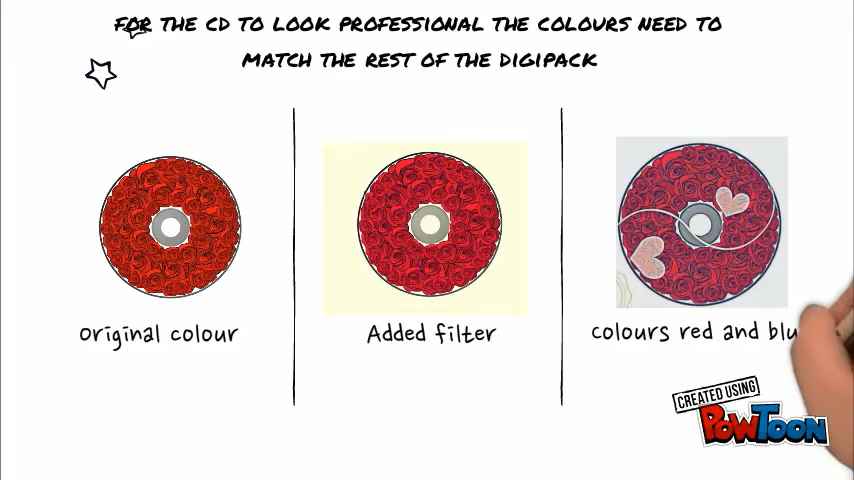 FOR THE CD TO LOOK PROFESSIONAL THE COLOURS NEED TO
MATCH THE REST OF THE DIGIPACK
Original colour
Added filter
colours red and blu
CREATED USING
POWTOON